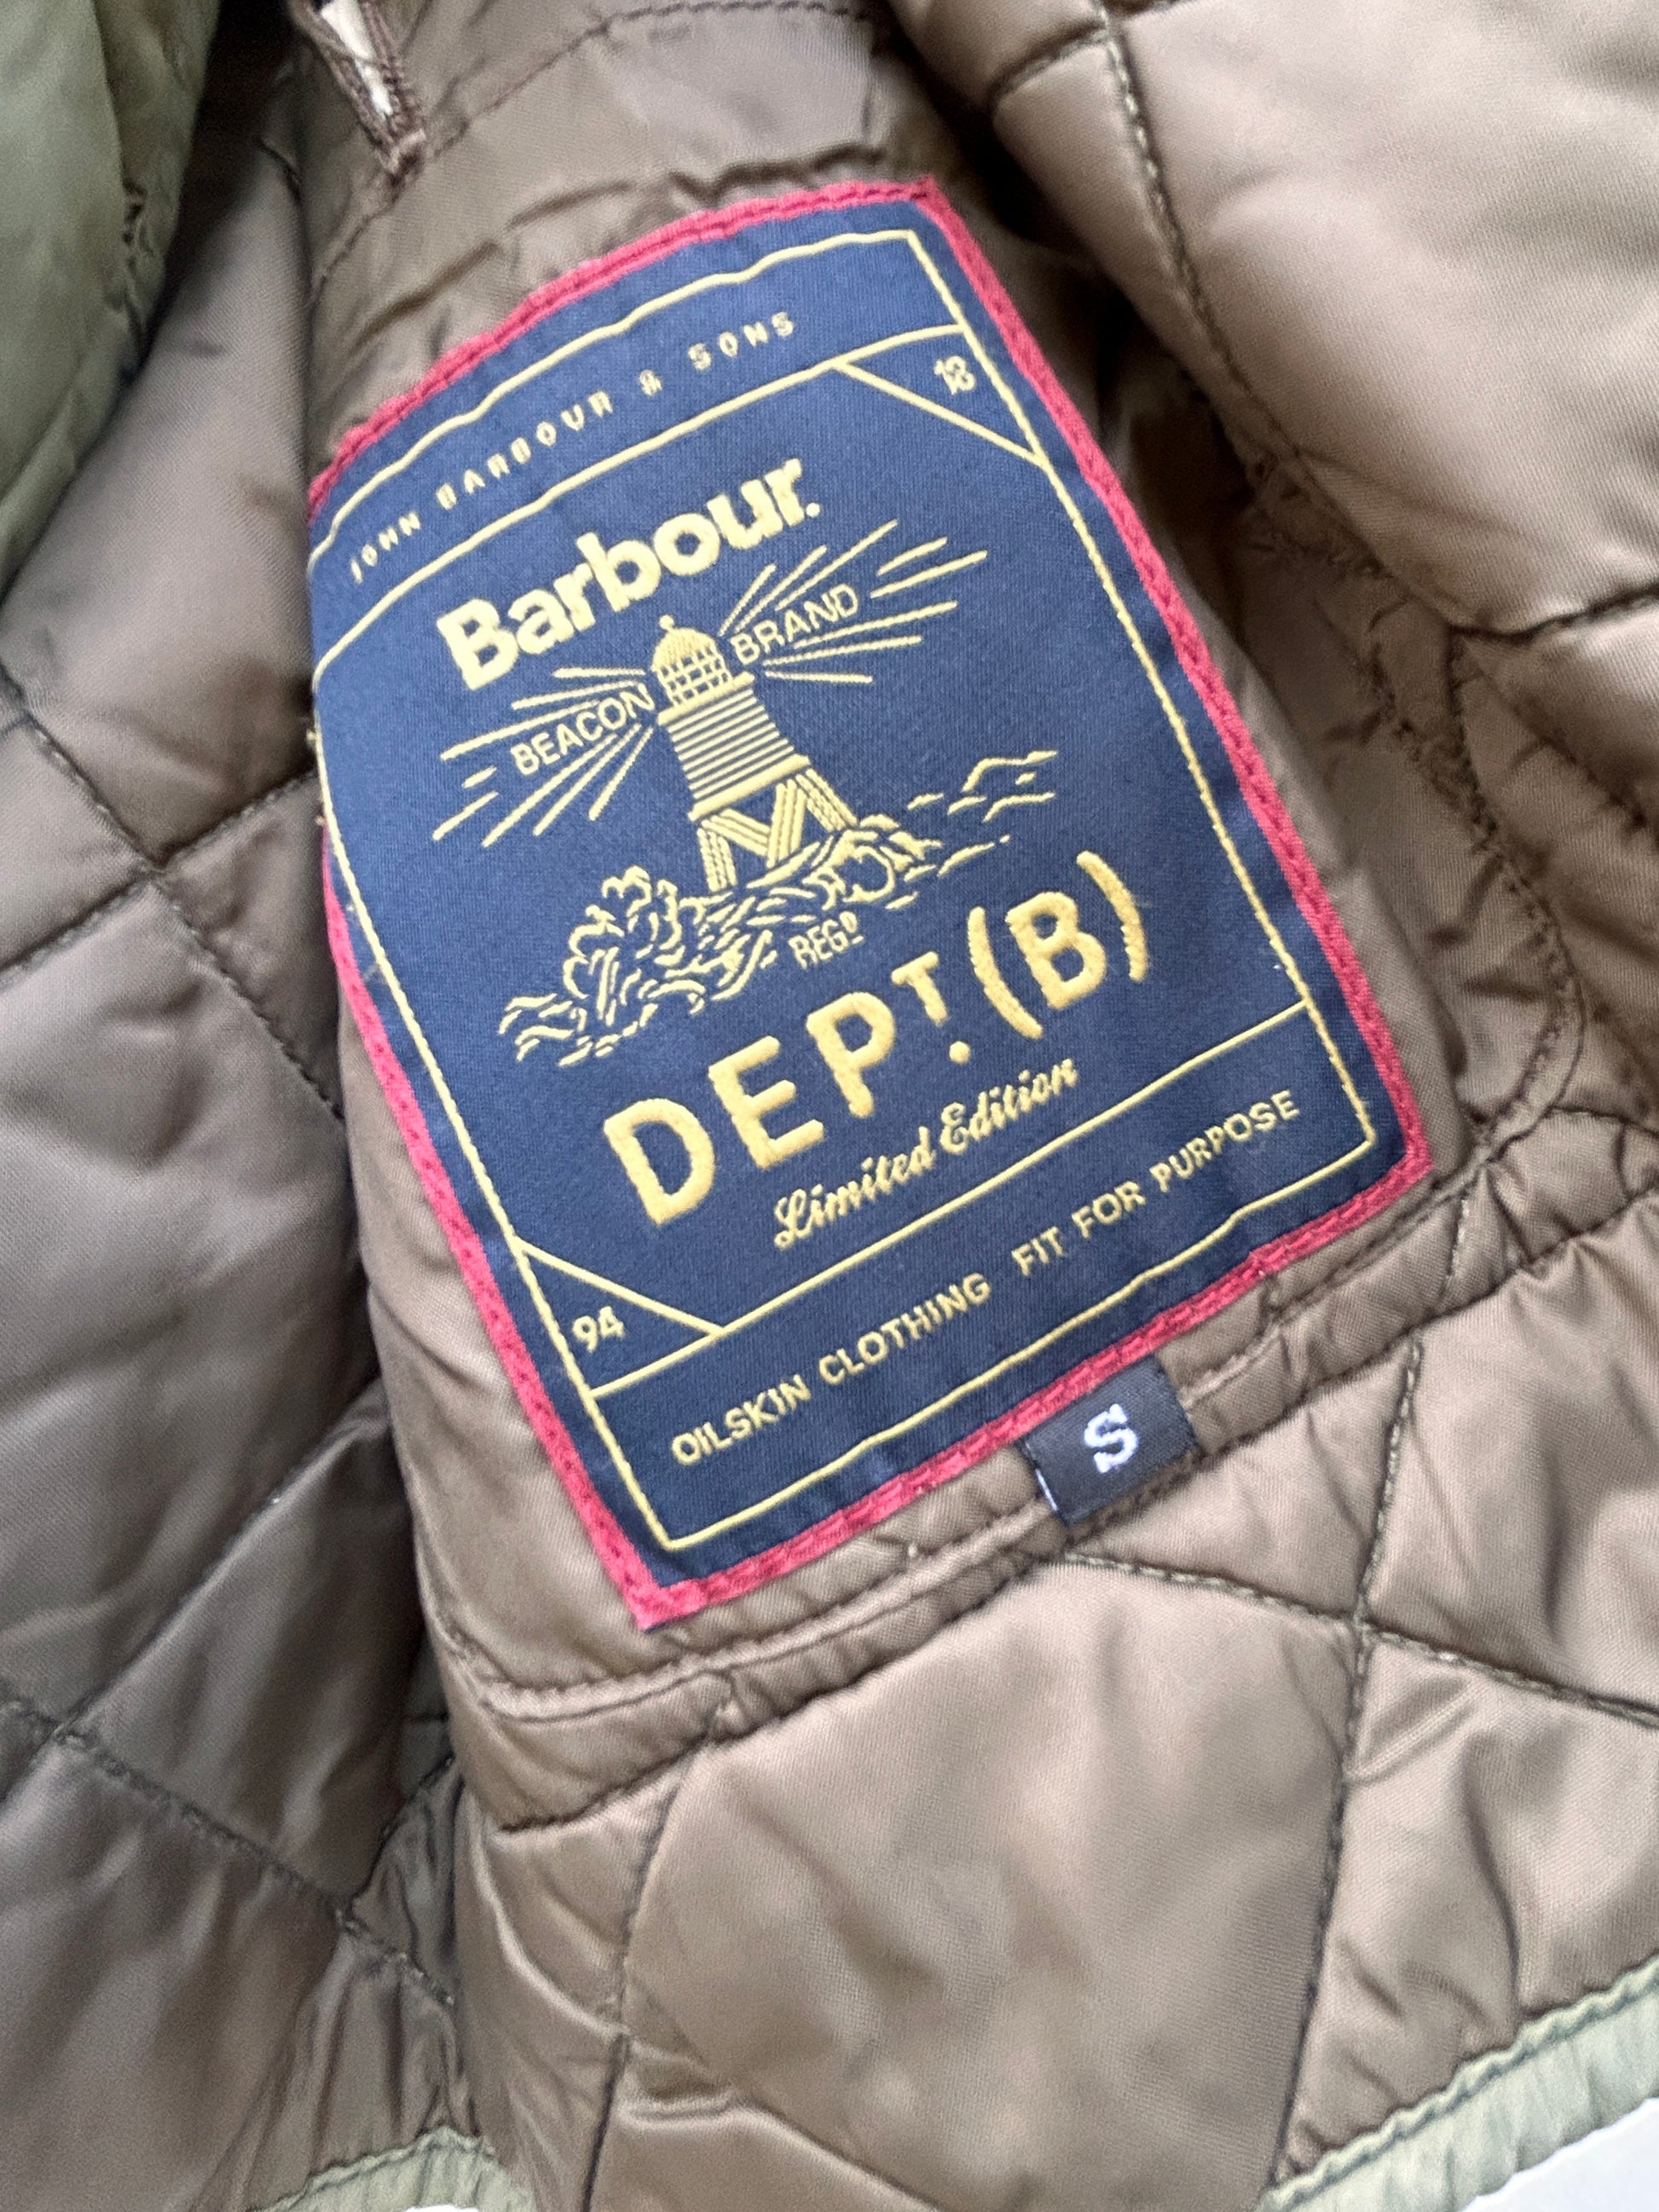 JOHN BARBOUR & SONS
18
Barbour.
BEACON BRAND
REGᴰ
DEPᵀ. (B)
Limited Edition
94
OILSKIN CLOTHING FIT FOR PURPOSE
S